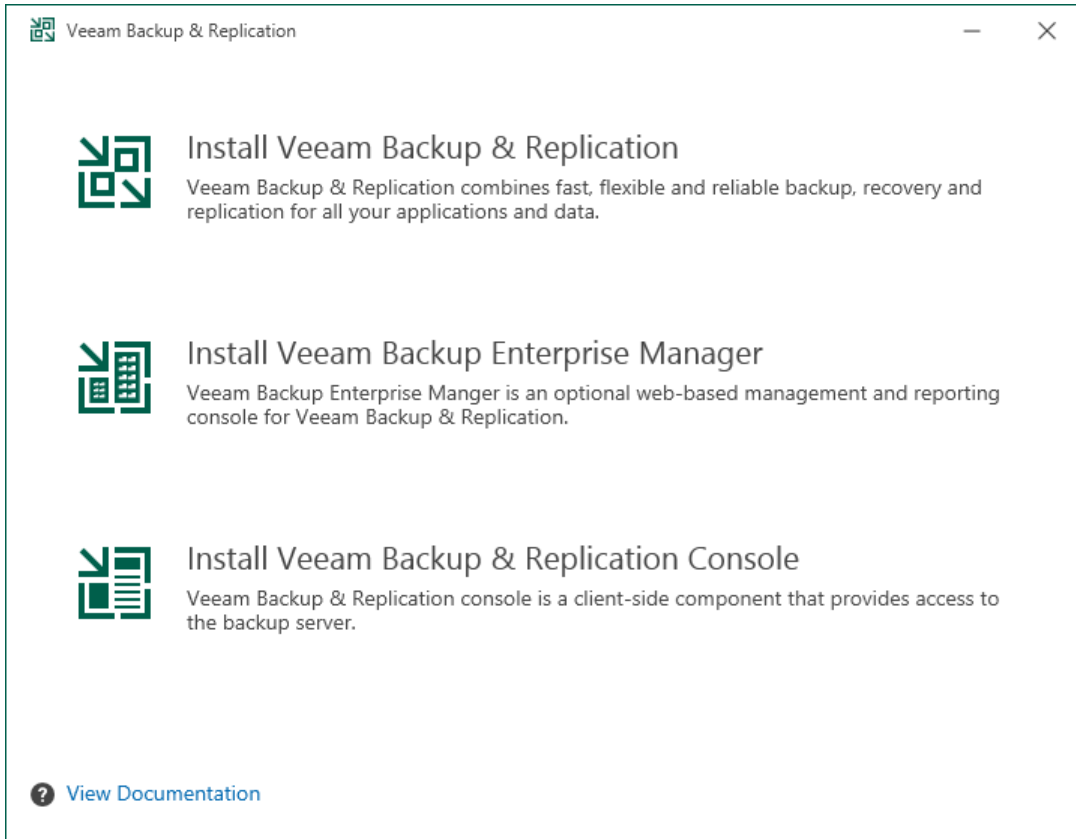 Veeam Backup & Replication
Install Veeam Backup & Replication
Veeam Backup & Replication combines fast, flexible and reliable backup, recovery and
replication for all your applications and data.
Install Veeam Backup Enterprise Manager
Veeam Backup Enterprise Manger is an optional web-based management and reporting
console for Veeam Backup & Replication.
Install Veeam Backup & Replication Console
Veeam Backup & Replication console is a client-side component that provides access to
the backup server.
? View Documentation